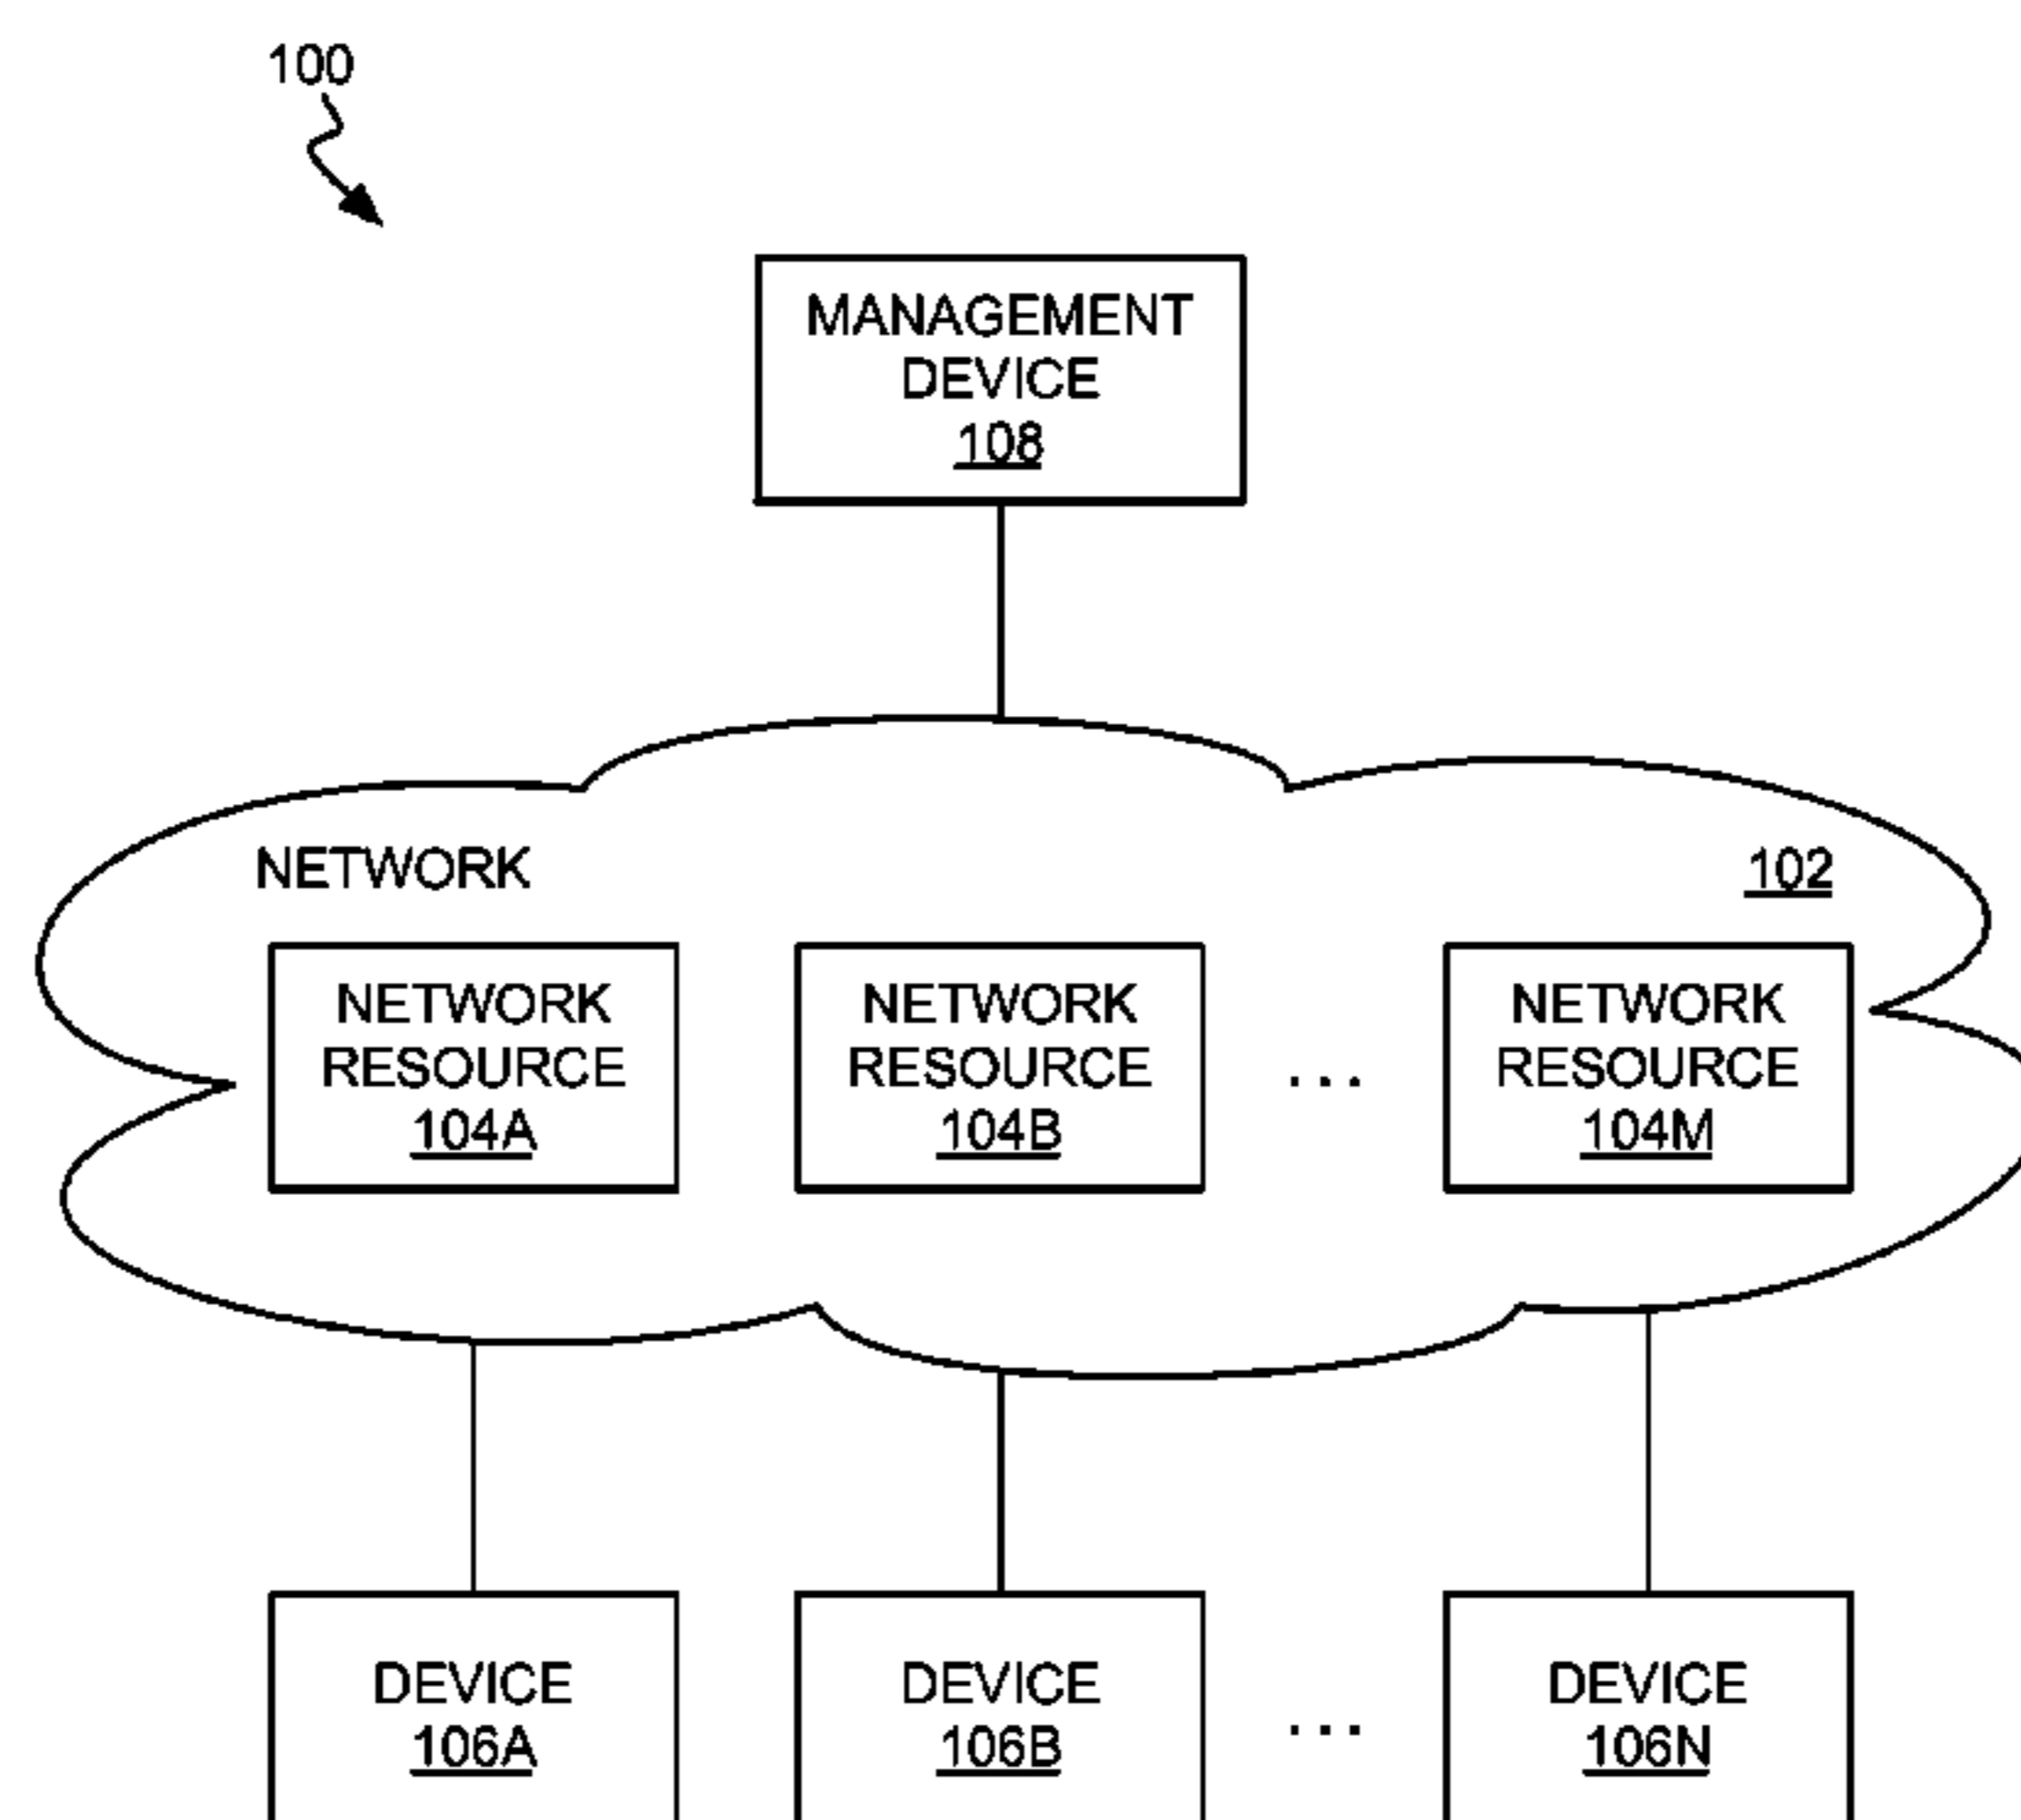 100
MANAGEMENT
DEVICE
108
NETWORK
102
NETWORK
RESOURCE
104A
NETWORK
RESOURCE
104B
...
NETWORK
RESOURCE
104M
DEVICE
106A
DEVICE
106B
...
DEVICE
106N